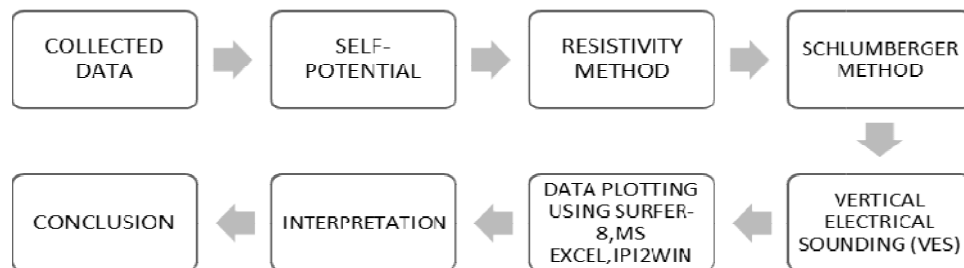 COLLECTED
DATA
SELF-
POTENTIAL
RESISTIVITY
METHOD
SCHLUMBERGER
METHOD
VERTICAL
ELECTRICAL
SOUNDING (VES)
DATA PLOTTING
USING SURFER-
8,MS
EXCEL,IPI2WIN
INTERPRETATION
CONCLUSION